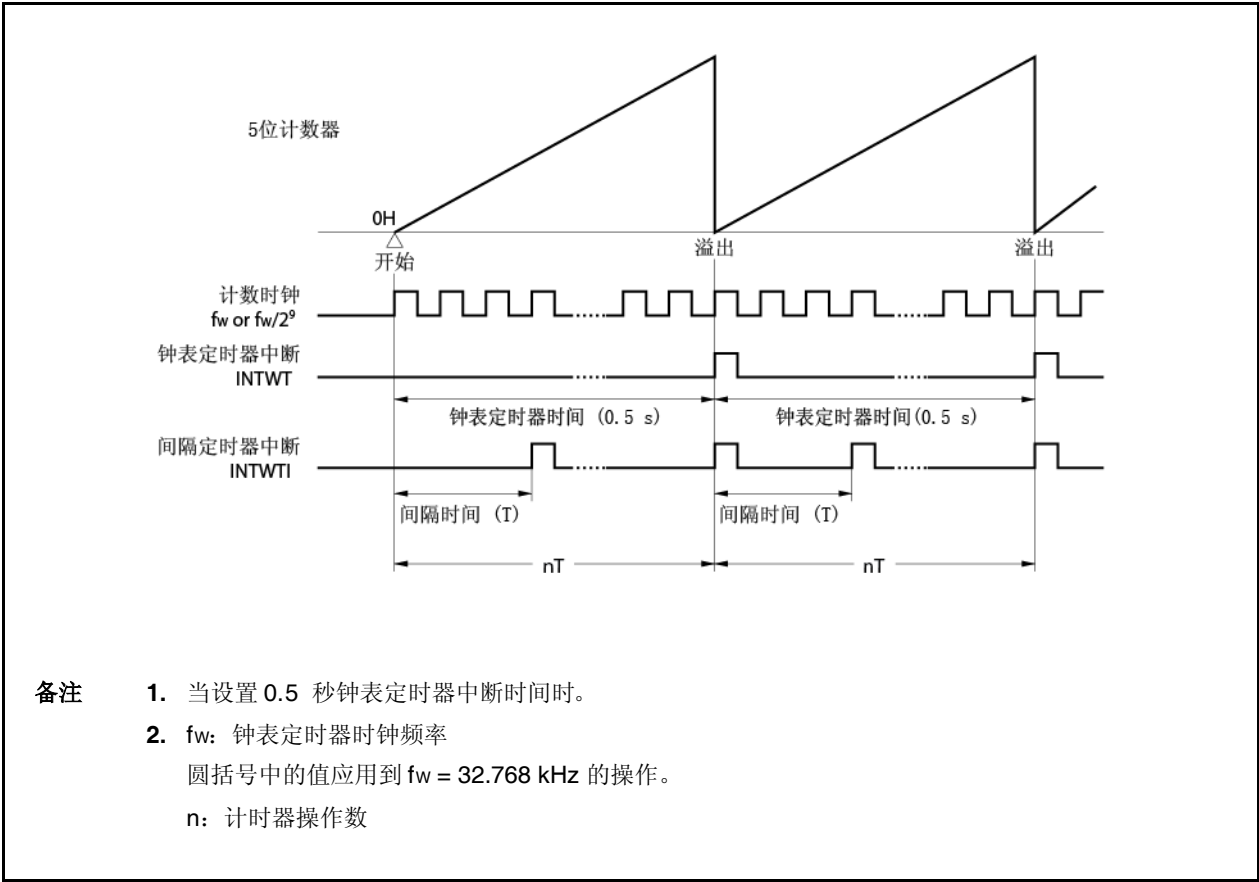 5位计数器
0H
开始
溢出
溢出
计数时钟
fw or fw/2⁹
钟表定时器中断
INTWT
钟表定时器时间 (0.5 s)
钟表定时器时间(0.5 s)
间隔定时器中断
INTWTI
间隔时间 (T)
间隔时间 (T)
nT
nT
备注 1. 当设置 0.5 秒钟表定时器中断时间时。
2. fw：钟表定时器时钟频率
圆括号中的值应用到 fw = 32.768 kHz 的操作。
n：计时器操作数